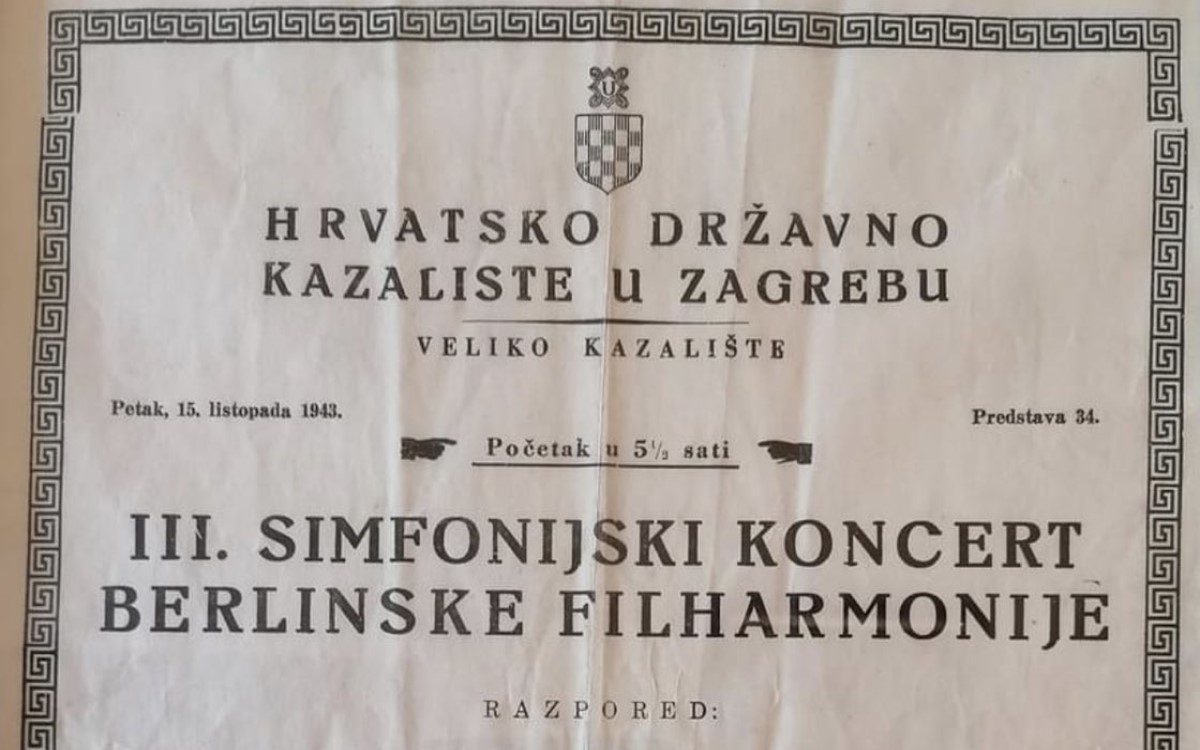 U
HRVATSKO DRŽAVNO
KAZALISTE U ZAGREBU
VELIKO KAZALIŠTE
Petak, 15. listopada 1943.
Predstava 34.
Početak u 5½ sati
III. SIMFONIJSKI KONCERT
BERLINSKE FILHARMONIJE
RAZPORED: